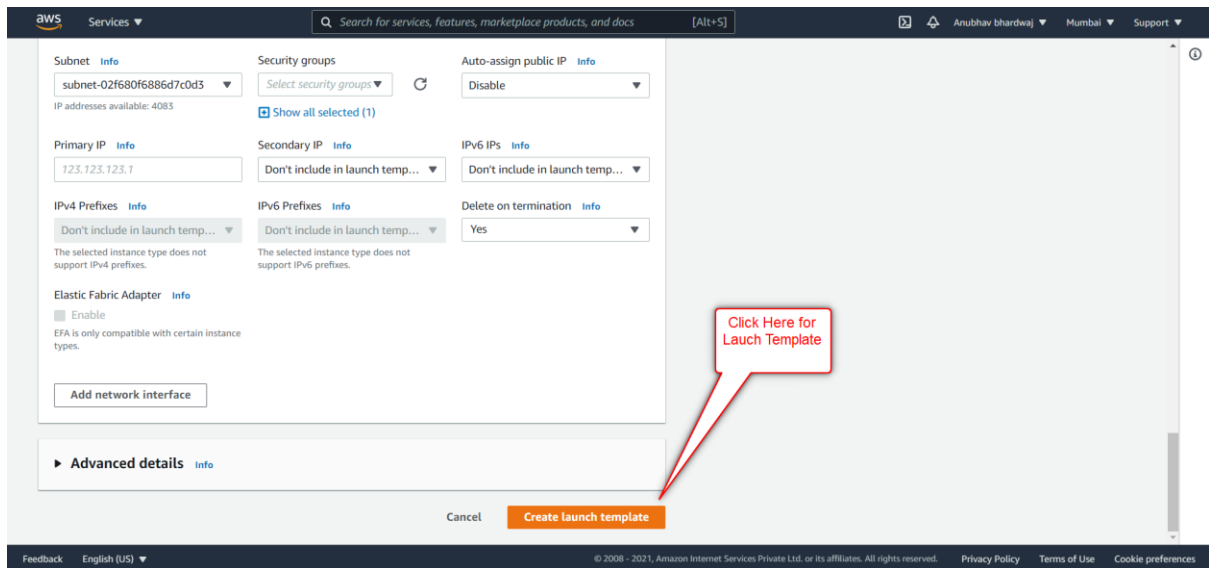 aws Services ▼ Search for services, features, marketplace products, and docs [Alt+S] Anubhav bhardwaj ▼ Mumbai ▼ Support ▼
Subnet Info Security groups Auto-assign public IP Info
subnet-02f680f6886d7c0d3 ▼ Select security groups ▼ Disable ▼
IP addresses available: 4083
Show all selected (1)
Primary IP Info Secondary IP Info IPv6 IPs Info
123.123.123.1 Don't include in launch temp... ▼ Don't include in launch temp... ▼
IPv4 Prefixes Info IPv6 Prefixes Info Delete on termination Info
Don't include in launch temp... ▼ Don't include in launch temp... ▼ Yes ▼
The selected instance type does not The selected instance type does not
support IPv4 prefixes. support IPv6 prefixes.
Elastic Fabric Adapter Info
Enable
EFA is only compatible with certain instance
types.
Click Here for
Lauch Template
Add network interface
▶ Advanced details Info
Cancel Create launch template
Feedback English (US) ▼ © 2008 - 2021, Amazon Internet Services Private Ltd. or its affiliates. All rights reserved. Privacy Policy Terms of Use Cookie preferences